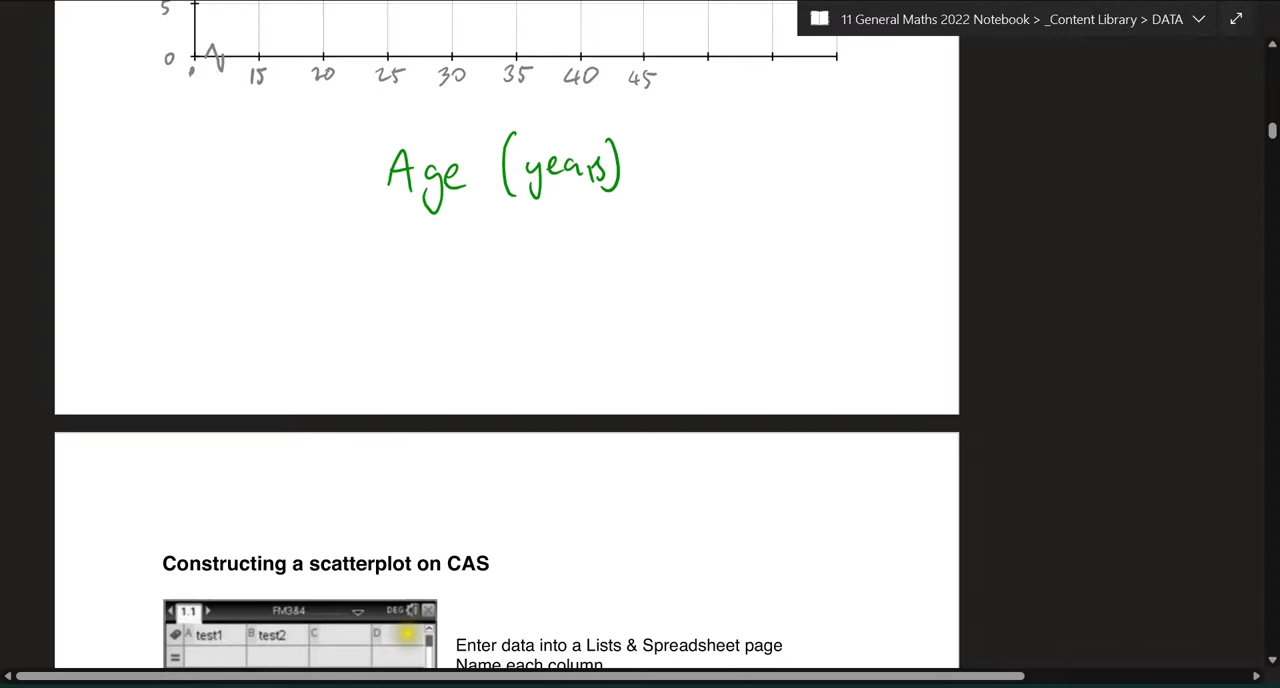 11 General Maths 2022 Notebook > _Content Library > DATA
5
0
15 20 25 30 35 40 45
Age (years)
Constructing a scatterplot on CAS
1.1 FM3&4 DEG
A test1 B test2 C D
=
Enter data into a Lists & Spreadsheet page
Name each column